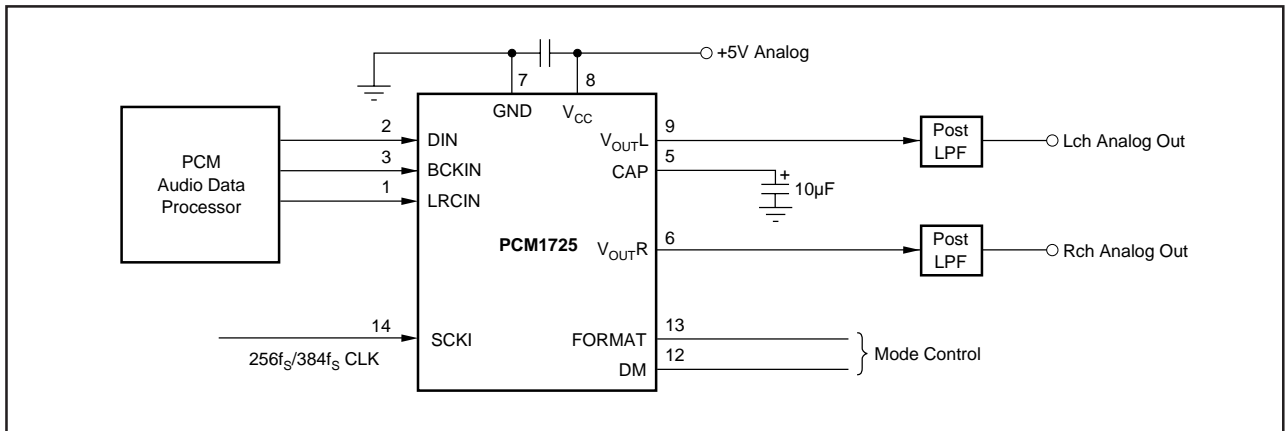 +5V Analog
7
8
GND
VCC
PCM
Audio Data
Processor
2
DIN
3
BCKIN
1
LRCIN
PCM1725
VOUTL
9
CAP
5
+
10µF
VOUTR
6
Post
LPF
Lch Analog Out
Post
LPF
Rch Analog Out
14
SCKI
256fS/384fS CLK
FORMAT
13
DM
12
Mode Control